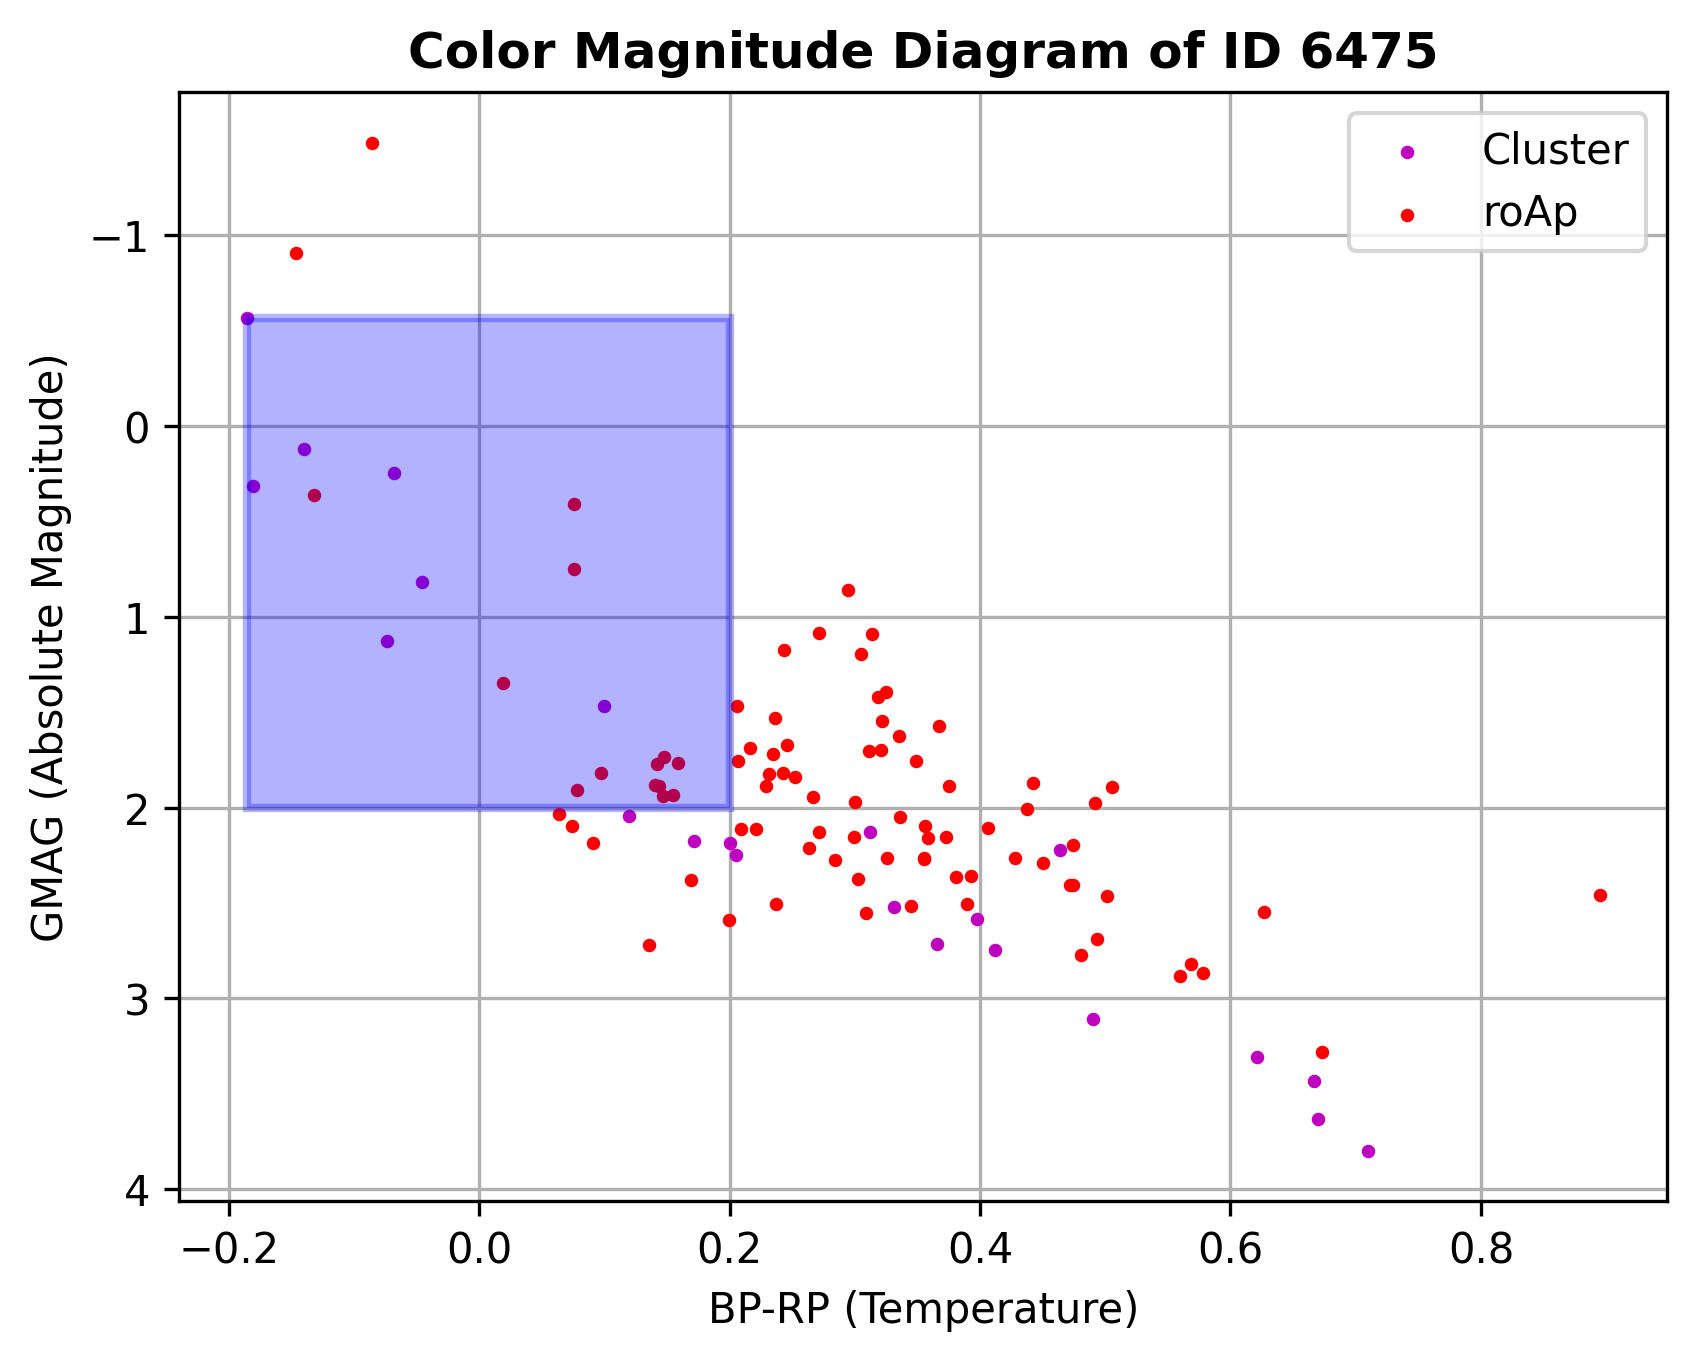 Color Magnitude Diagram of ID 6475
Cluster
roAp
GMAG (Absolute Magnitude)
−1
0
1
2
3
4
−0.2 0.0 0.2 0.4 0.6 0.8
BP-RP (Temperature)